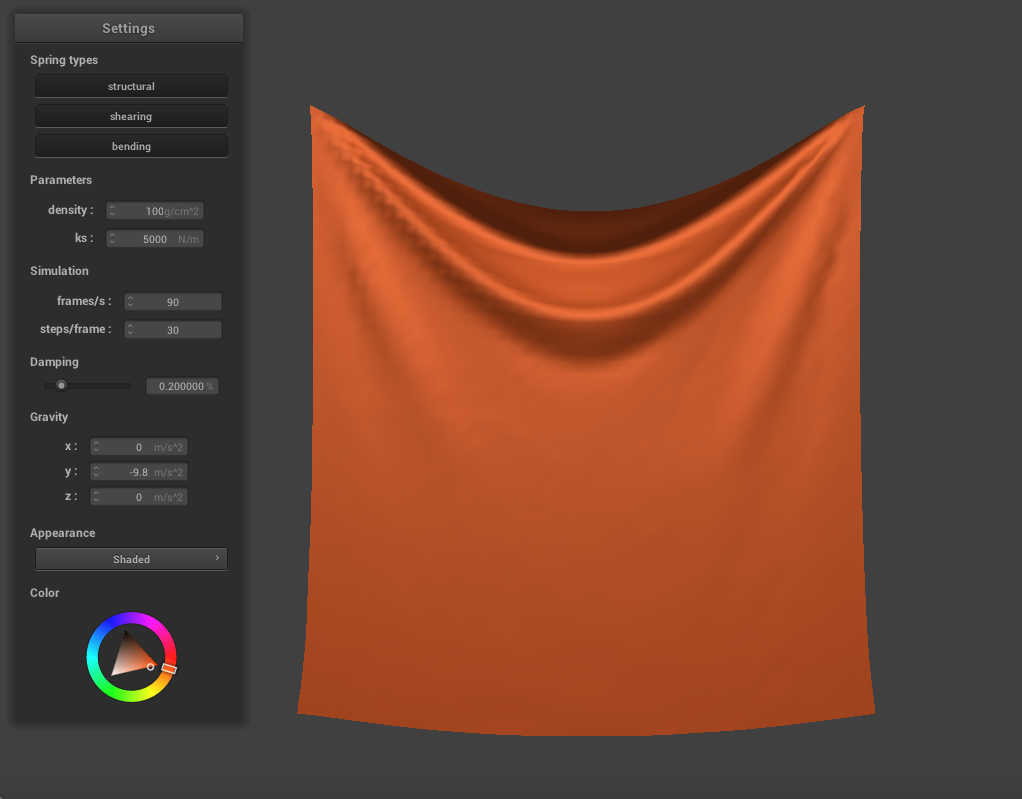 Settings
Spring types
structural
shearing
bending
Parameters
density : 100g/cm^2
ks : 5000 N/m
Simulation
frames/s : 90
steps/frame : 30
Damping
0.200000 %
Gravity
x : 0 m/s^2
y : -9.8 m/s^2
z : 0 m/s^2
Appearance
Shaded ›
Color